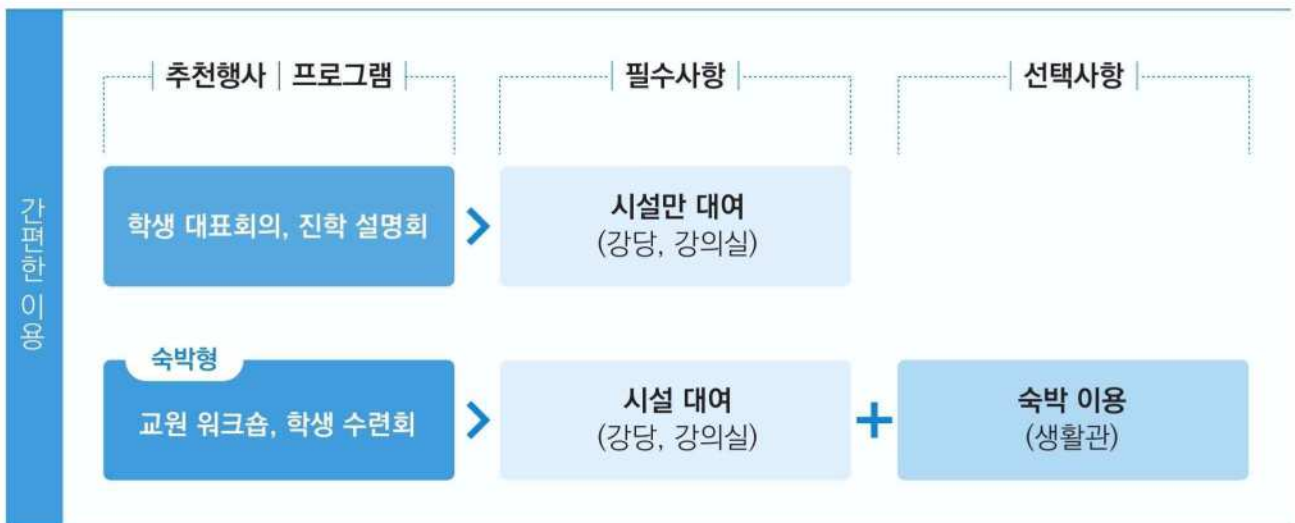 간편한 이용
추천행사 | 프로그램
필수사항
선택사항
학생 대표회의, 진학 설명회
시설만 대여
(강당, 강의실)
숙박형
교원 워크숍, 학생 수련회
시설 대여
(강당, 강의실)
숙박 이용
(생활관)